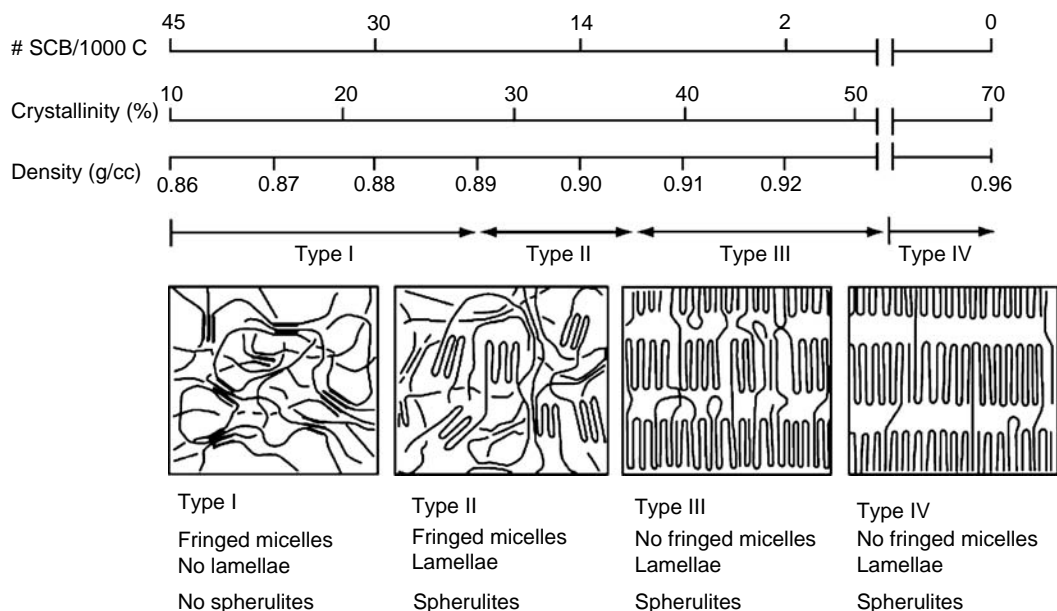 45 30 14 2 0
# SCB/1000 C
10 20 30 40 50 70
Crystallinity (%)
Density (g/cc)
0.86 0.87 0.88 0.89 0.90 0.91 0.92 0.96
Type I Type II Type III Type IV
Type I Type II Type III Type IV
Fringed micelles Fringed micelles No fringed micelles No fringed micelles
No lamellae Lamellae Lamellae Lamellae
No spherulites Spherulites Spherulites Spherulites